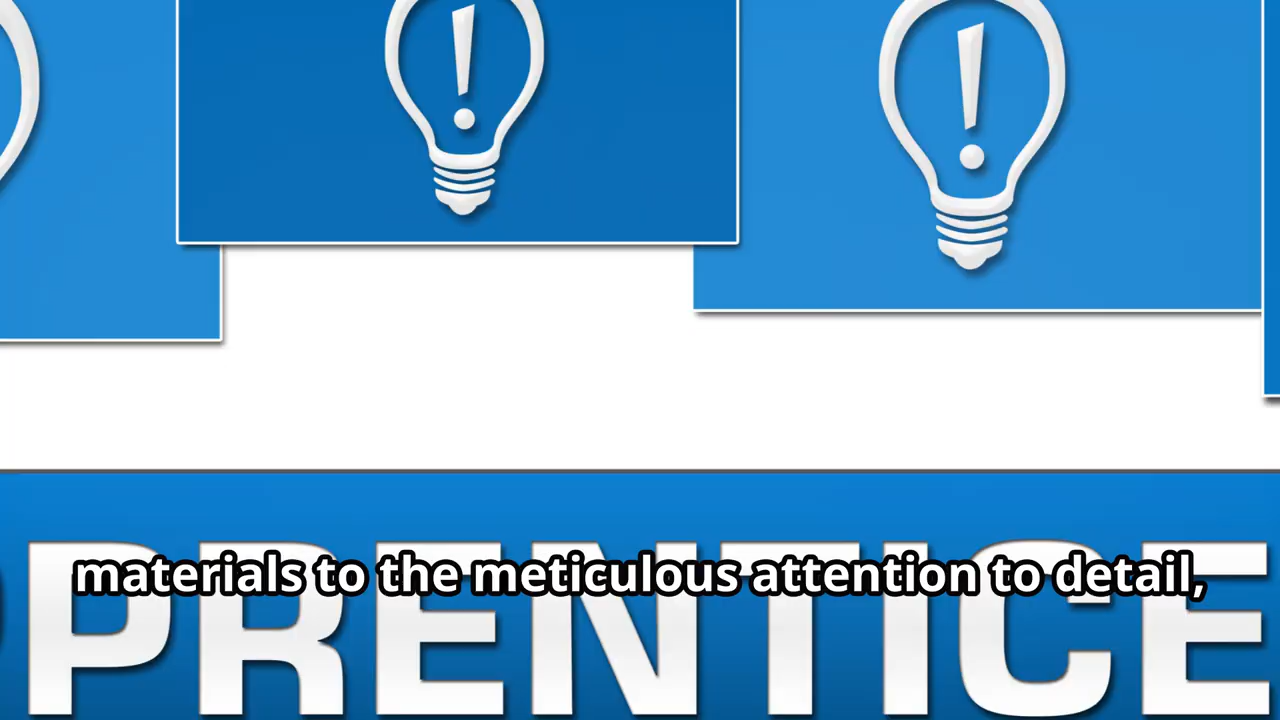 materials to the meticulous attention to detail,
PRENTICE